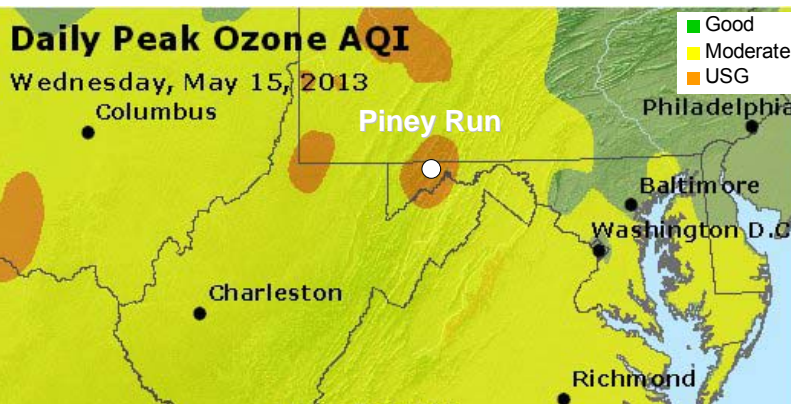 Daily Peak Ozone AQI
Wednesday, May 15, 2013
Good
Moderate
USG
Columbus
Piney Run
Philadelphia
Baltimore
Washington D.C
Charleston
Richmond